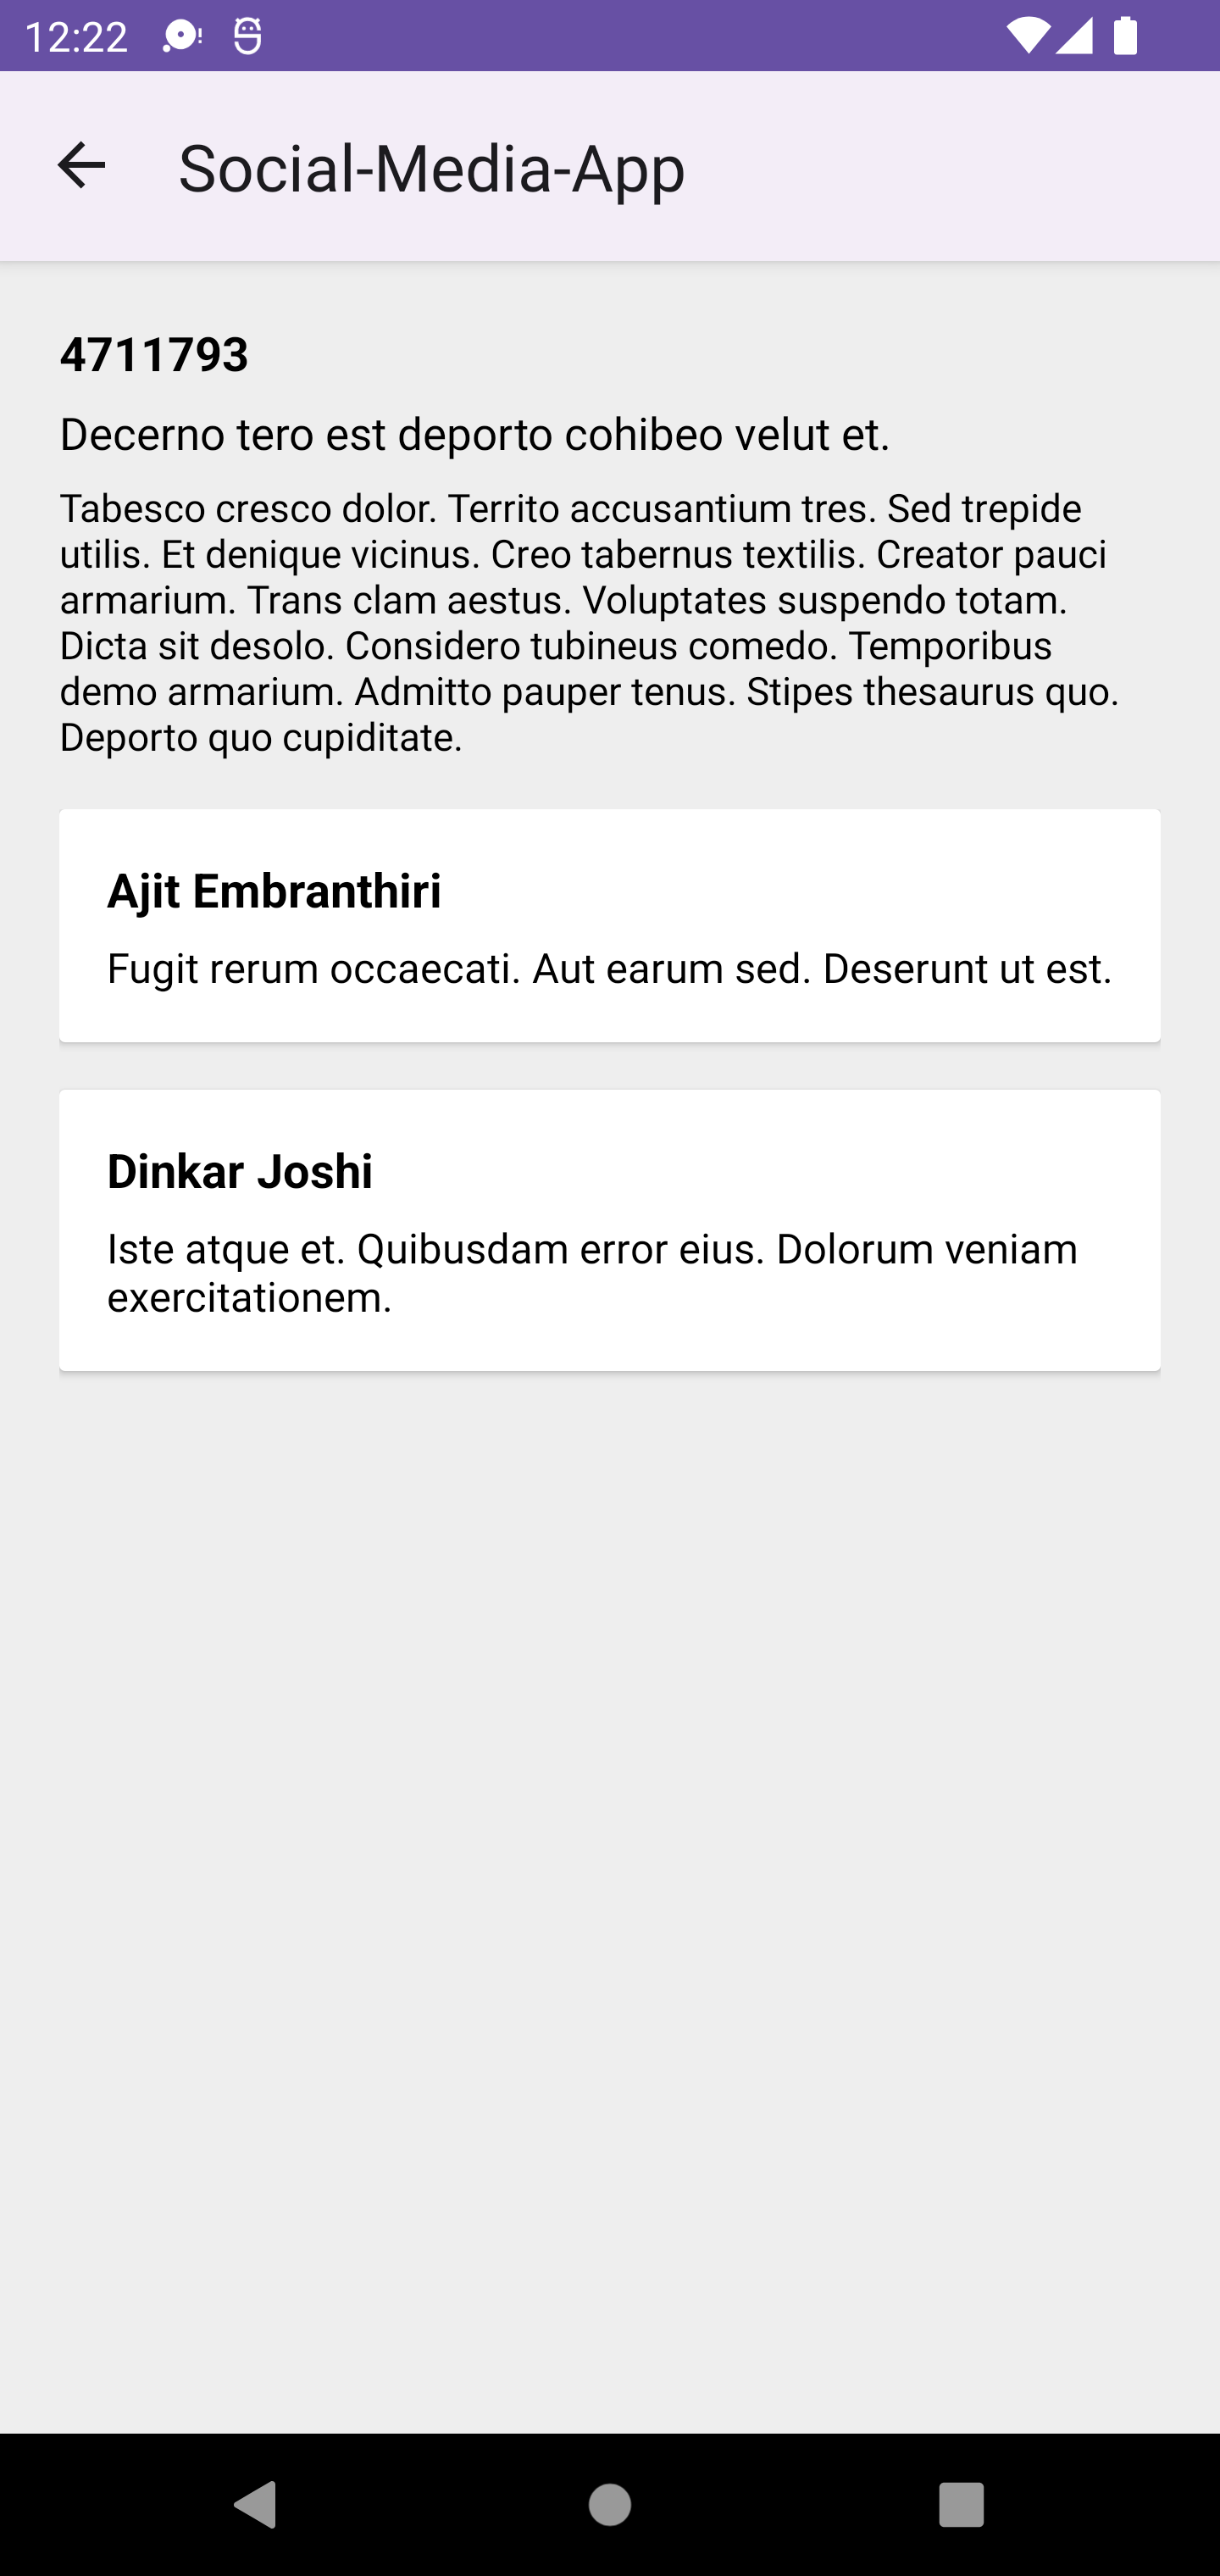 12:22
Social-Media-App
4711793
Decerno tero est deporto cohibeo velut et.
Tabesco cresco dolor. Territo accusantium tres. Sed trepide
utilis. Et denique vicinus. Creo tabernus textilis. Creator pauci
armarium. Trans clam aestus. Voluptates suspendo totam.
Dicta sit desolo. Considero tubineus comedo. Temporibus
demo armarium. Admitto pauper tenus. Stipes thesaurus quo.
Deporto quo cupiditate.
Ajit Embranthiri
Fugit rerum occaecati. Aut earum sed. Deserunt ut est.
Dinkar Joshi
Iste atque et. Quibusdam error eius. Dolorum veniam
exercitationem.